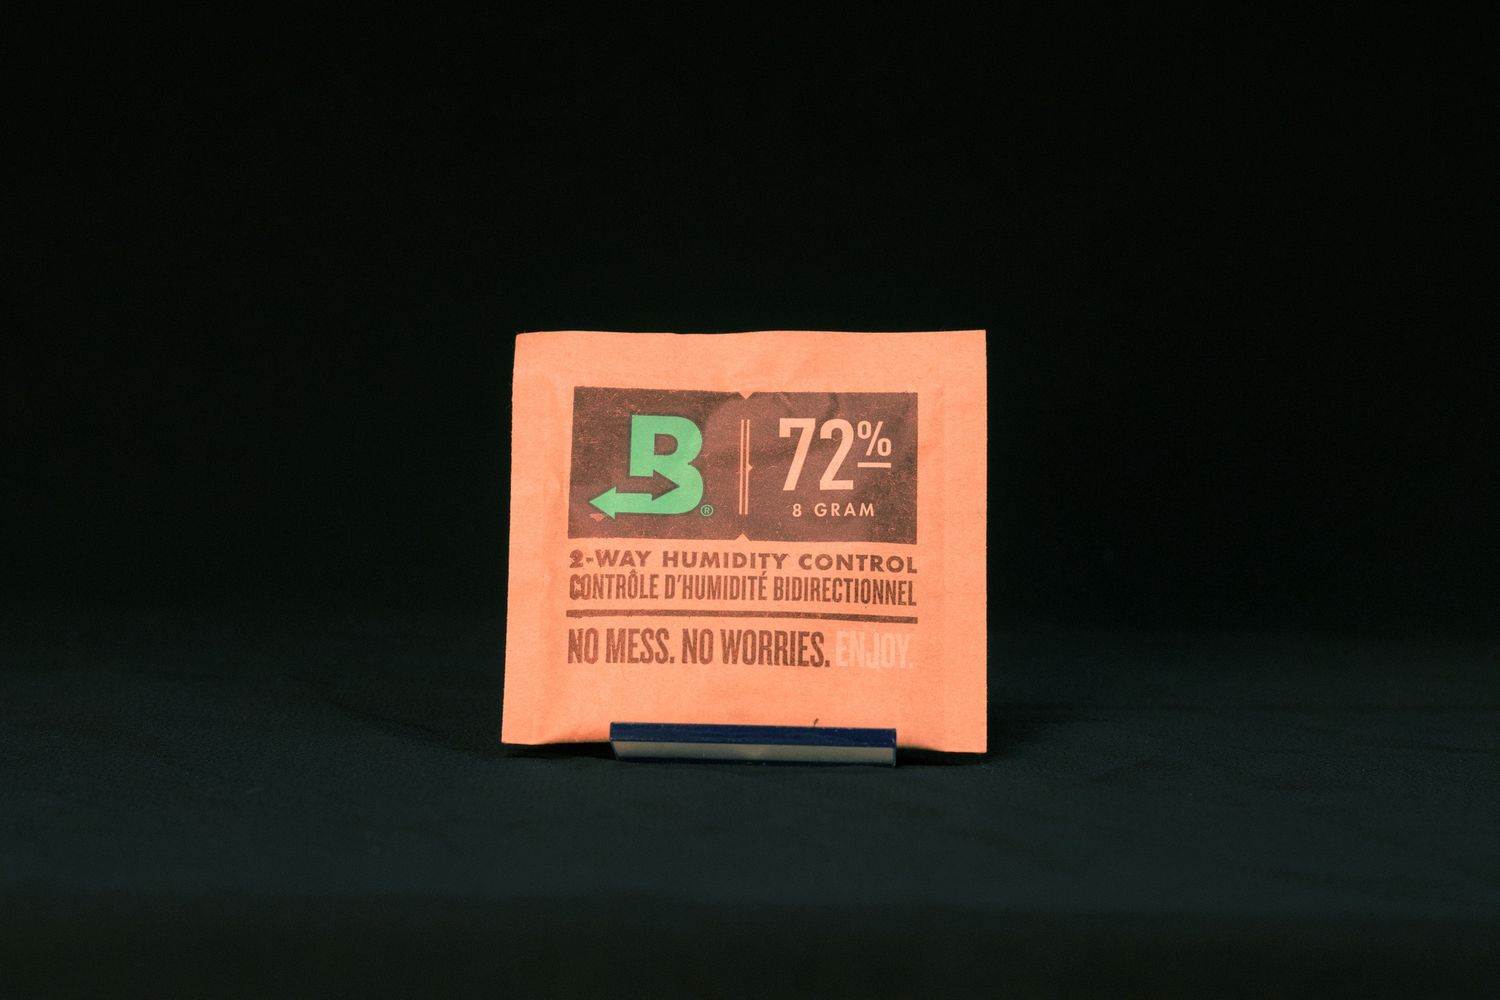 B®
72%
8 GRAM
2-WAY HUMIDITY CONTROL
CONTRÔLE D'HUMIDITÉ BIDIRECTIONNEL
NO MESS. NO WORRIES. ENJOY.